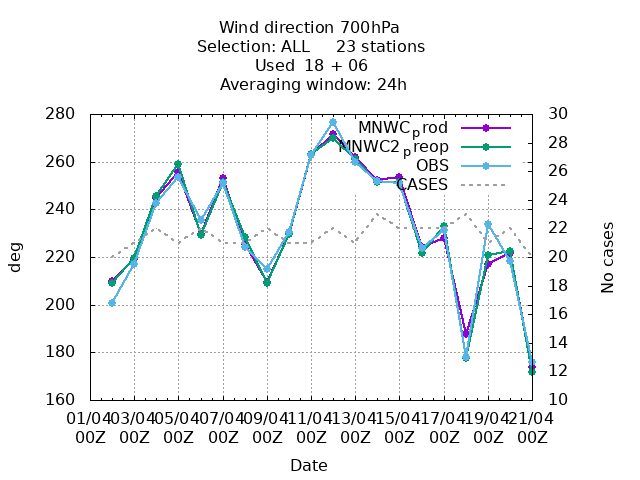 Wind direction 700hPa
Selection: ALL 23 stations
Used 18 + 06
Averaging window: 24h
280
260
240
220
200
180
160
deg
30
28
26
24
22
20
18
16
14
12
10
No cases
MNWC_prod
MNWC2_preop
OBS
CASES
01/04 03/04 05/04 07/04 09/04 11/04 13/04 15/04 17/04 19/04 21/04
00Z 00Z 00Z 00Z 00Z 00Z 00Z 00Z 00Z 00Z 00Z
Date